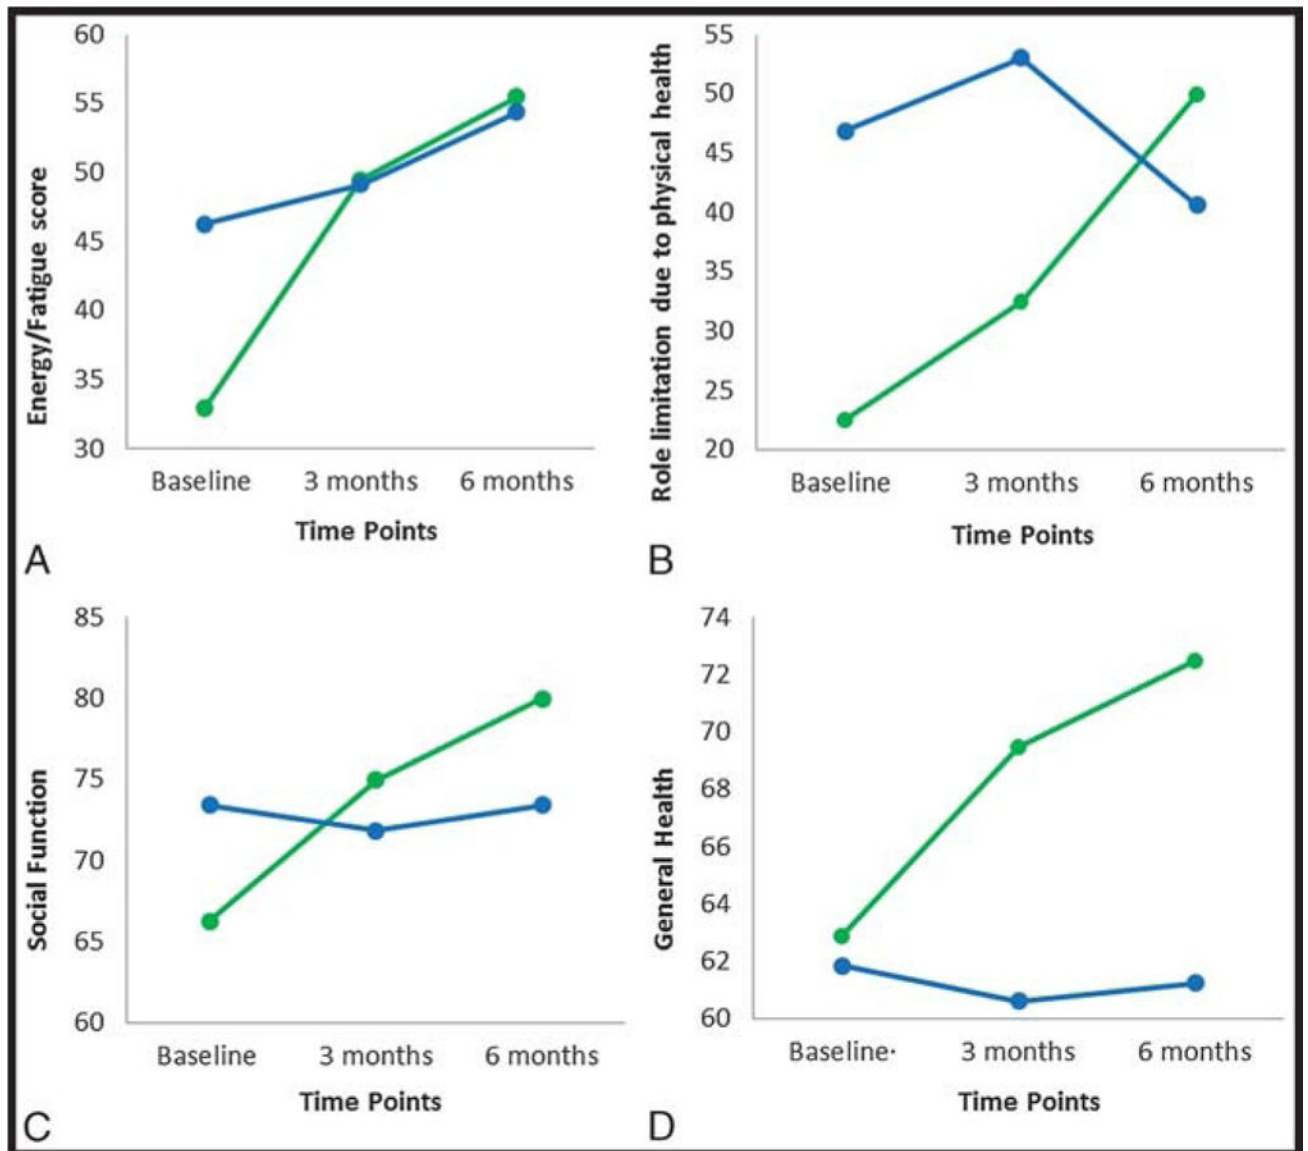 60
55
50
45
40
35
30
Energy/Fatigue score
Baseline 3 months 6 months
Time Points
A
55
50
45
40
35
30
25
20
Role limitation due to physical health
Baseline 3 months 6 months
Time Points
B
85
80
75
70
65
60
Social Function
Baseline 3 months 6 months
Time Points
C
74
72
70
68
66
64
62
60
General Health
Baseline· 3 months 6 months
Time Points
D